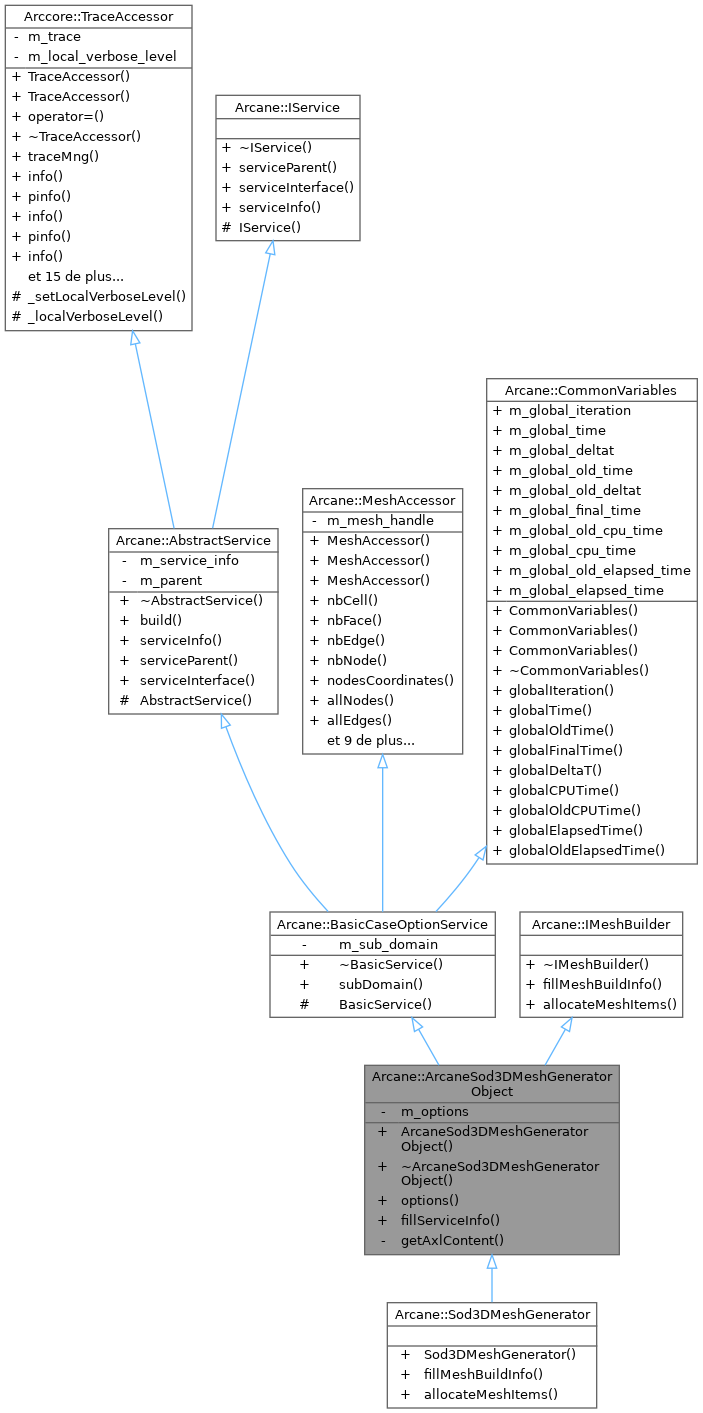 Arccore::TraceAccessor
- m_trace
- m_local_verbose_level
+ TraceAccessor()
+ TraceAccessor()
+ operator=()
+ ~TraceAccessor()
+ traceMng()
+ info()
+ pinfo()
+ info()
+ pinfo()
+ info()
et 15 de plus...
# _setLocalVerboseLevel()
# _localVerboseLevel()
Arcane::IService
+ ~IService()
+ serviceParent()
+ serviceInterface()
+ serviceInfo()
# IService()
Arcane::CommonVariables
+ m_global_iteration
+ m_global_time
+ m_global_deltat
+ m_global_old_time
+ m_global_old_deltat
+ m_global_final_time
+ m_global_old_cpu_time
+ m_global_cpu_time
+ m_global_old_elapsed_time
+ m_global_elapsed_time
+ CommonVariables()
+ CommonVariables()
+ CommonVariables()
+ ~CommonVariables()
+ globalIteration()
+ globalTime()
+ globalOldTime()
+ globalFinalTime()
+ globalDeltaT()
+ globalCPUTime()
+ globalOldCPUTime()
+ globalElapsedTime()
+ globalOldElapsedTime()
Arcane::MeshAccessor
- m_mesh_handle
+ MeshAccessor()
+ MeshAccessor()
+ MeshAccessor()
+ nbCell()
+ nbFace()
+ nbEdge()
+ nbNode()
+ nodesCoordinates()
+ allNodes()
+ allEdges()
et 9 de plus...
Arcane::AbstractService
- m_service_info
- m_parent
+ ~AbstractService()
+ build()
+ serviceInfo()
+ serviceParent()
+ serviceInterface()
# AbstractService()
Arcane::BasicCaseOptionService
- m_sub_domain
+ ~BasicService()
+ subDomain()
# BasicService()
Arcane::IMeshBuilder
+ ~IMeshBuilder()
+ fillMeshBuildInfo()
+ allocateMeshItems()
Arcane::ArcaneSod3DMeshGenerator
Object
- m_options
+ ArcaneSod3DMeshGenerator
Object()
+ ~ArcaneSod3DMeshGenerator
Object()
+ options()
+ fillServiceInfo()
- getAxlContent()
Arcane::Sod3DMeshGenerator
+ Sod3DMeshGenerator()
+ fillMeshBuildInfo()
+ allocateMeshItems()